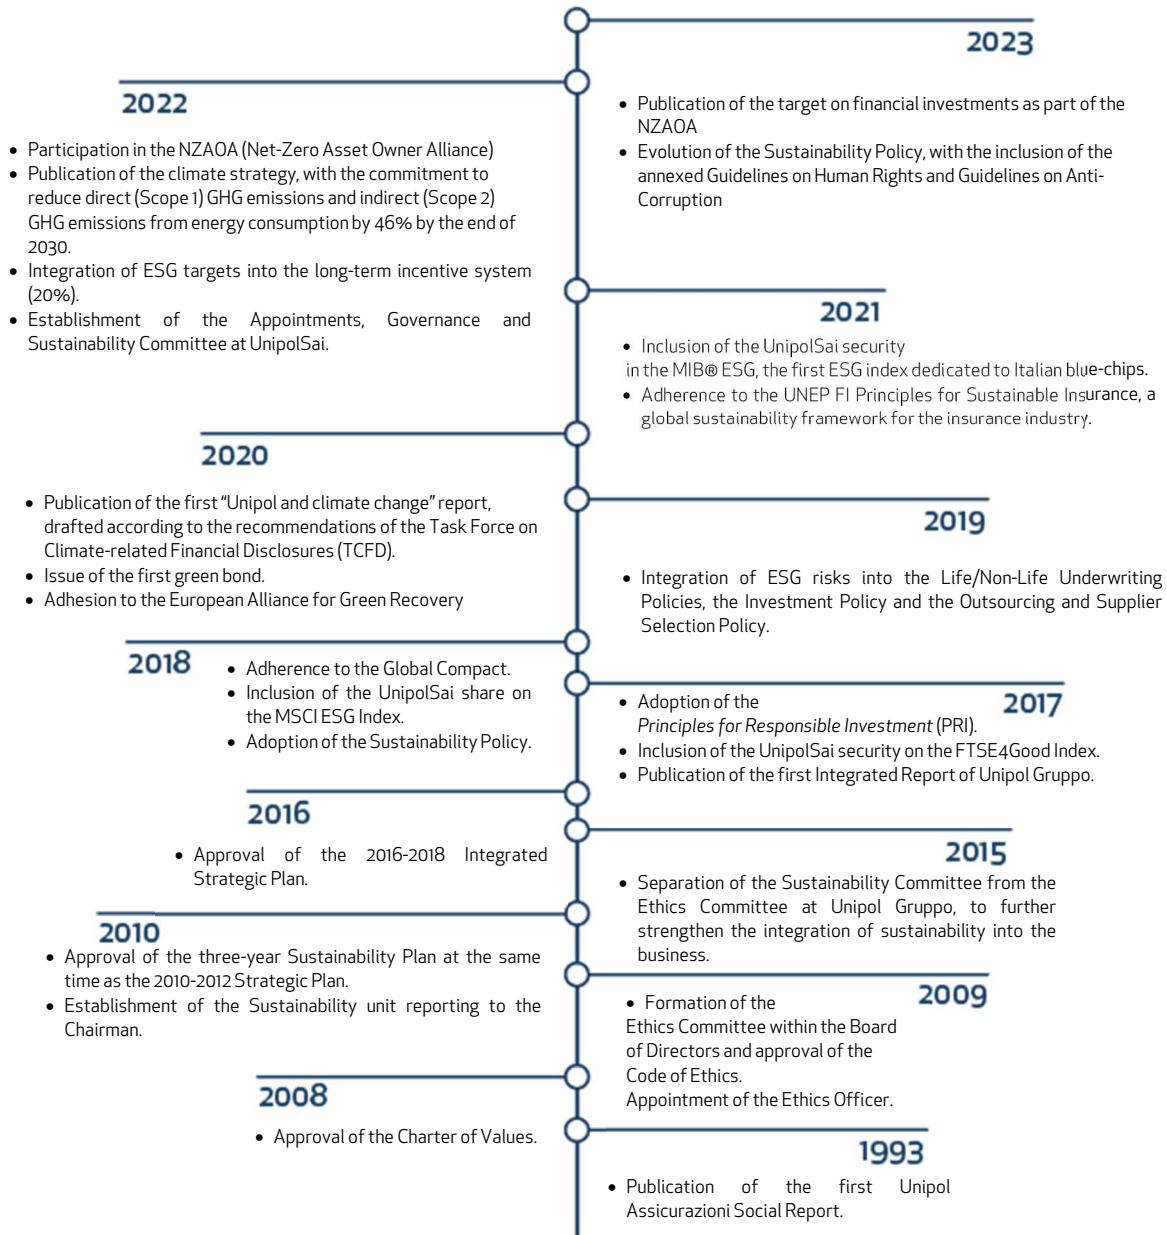 2023
• Publication of the target on financial investments as part of the
NZAOA
• Evolution of the Sustainability Policy, with the inclusion of the
annexed Guidelines on Human Rights and Guidelines on Anti-
Corruption
2022
• Participation in the NZAOA (Net-Zero Asset Owner Alliance)
• Publication of the climate strategy, with the commitment to
reduce direct (Scope 1) GHG emissions and indirect (Scope 2)
GHG emissions from energy consumption by 46% by the end of
2030.
• Integration of ESG targets into the long-term incentive system
(20%).
• Establishment of the Appointments, Governance and
Sustainability Committee at UnipolSai.
2021
• Inclusion of the UnipolSai security
in the MIB® ESG, the first ESG index dedicated to Italian blue-chips.
• Adherence to the UNEP FI Principles for Sustainable Insurance, a
global sustainability framework for the insurance industry.
2020
• Publication of the first “Unipol and climate change” report,
drafted according to the recommendations of the Task Force on
Climate-related Financial Disclosures (TCFD).
• Issue of the first green bond.
• Adhesion to the European Alliance for Green Recovery
2019
• Integration of ESG risks into the Life/Non-Life Underwriting
Policies, the Investment Policy and the Outsourcing and Supplier
Selection Policy.
2018
• Adherence to the Global Compact.
• Inclusion of the UnipolSai share on
the MSCI ESG Index.
• Adoption of the Sustainability Policy.
2017
• Adoption of the
Principles for Responsible Investment (PRI).
• Inclusion of the UnipolSai security on the FTSE4Good Index.
• Publication of the first Integrated Report of Unipol Gruppo.
2016
• Approval of the 2016-2018 Integrated
Strategic Plan.
2015
• Separation of the Sustainability Committee from the
Ethics Committee at Unipol Gruppo, to further
strengthen the integration of sustainability into the
business.
2010
• Approval of the three-year Sustainability Plan at the same
time as the 2010-2012 Strategic Plan.
• Establishment of the Sustainability unit reporting to the
Chairman.
2009
• Formation of the
Ethics Committee within the Board
of Directors and approval of the
Code of Ethics.
Appointment of the Ethics Officer.
2008
• Approval of the Charter of Values.
1993
• Publication of the first Unipol
Assicurazioni Social Report.